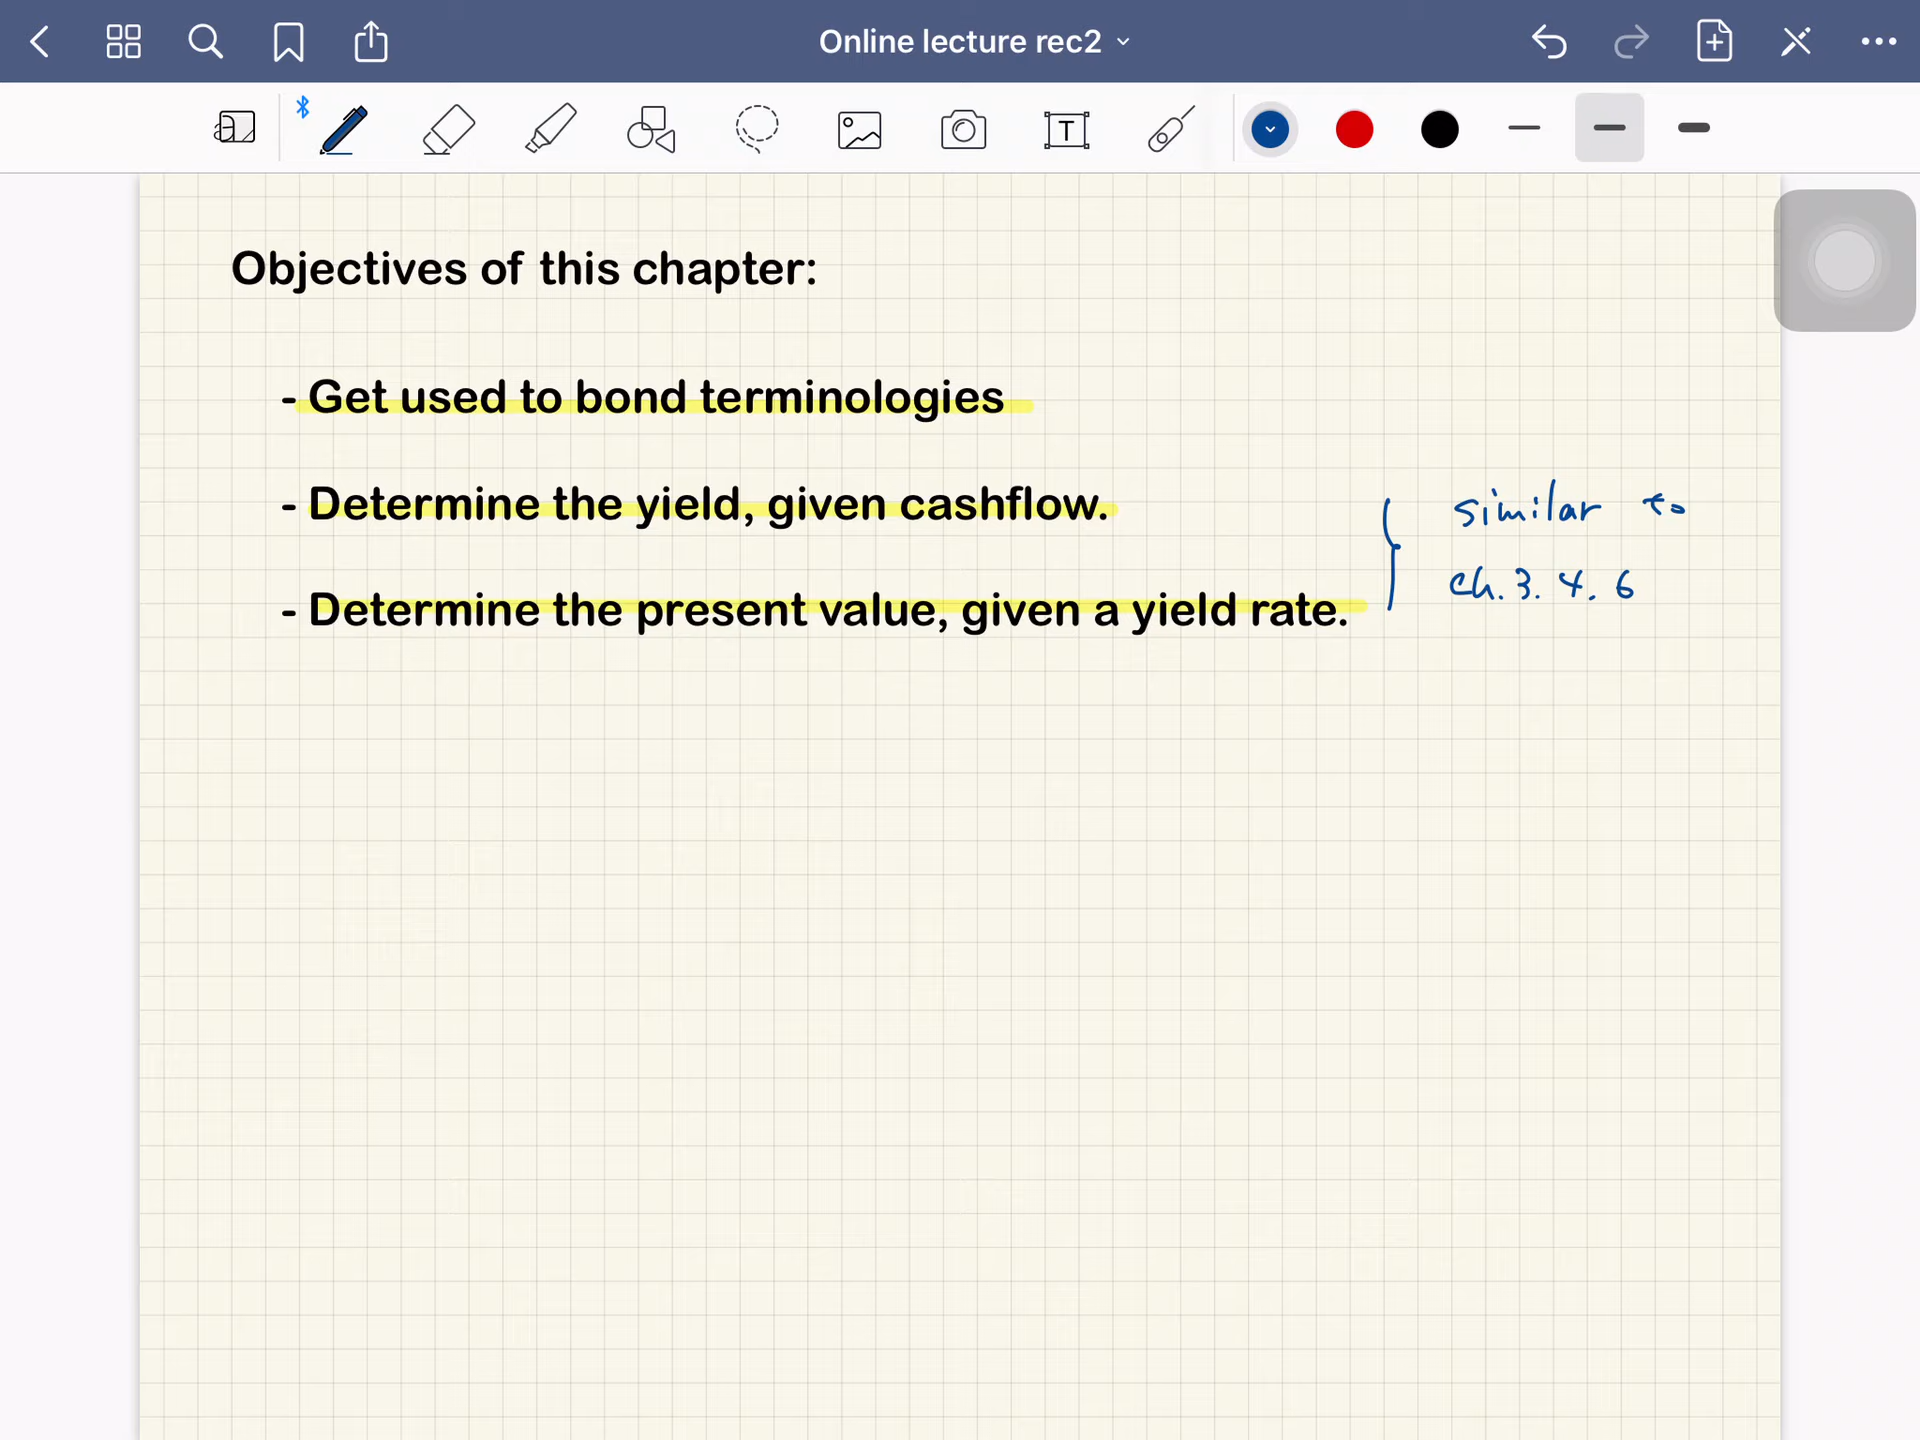 Online lecture rec2
Objectives of this chapter:
- Get used to bond terminologies
- Determine the yield, given cashflow.
- Determine the present value, given a yield rate.
similar to
ch. 3. 4. 6